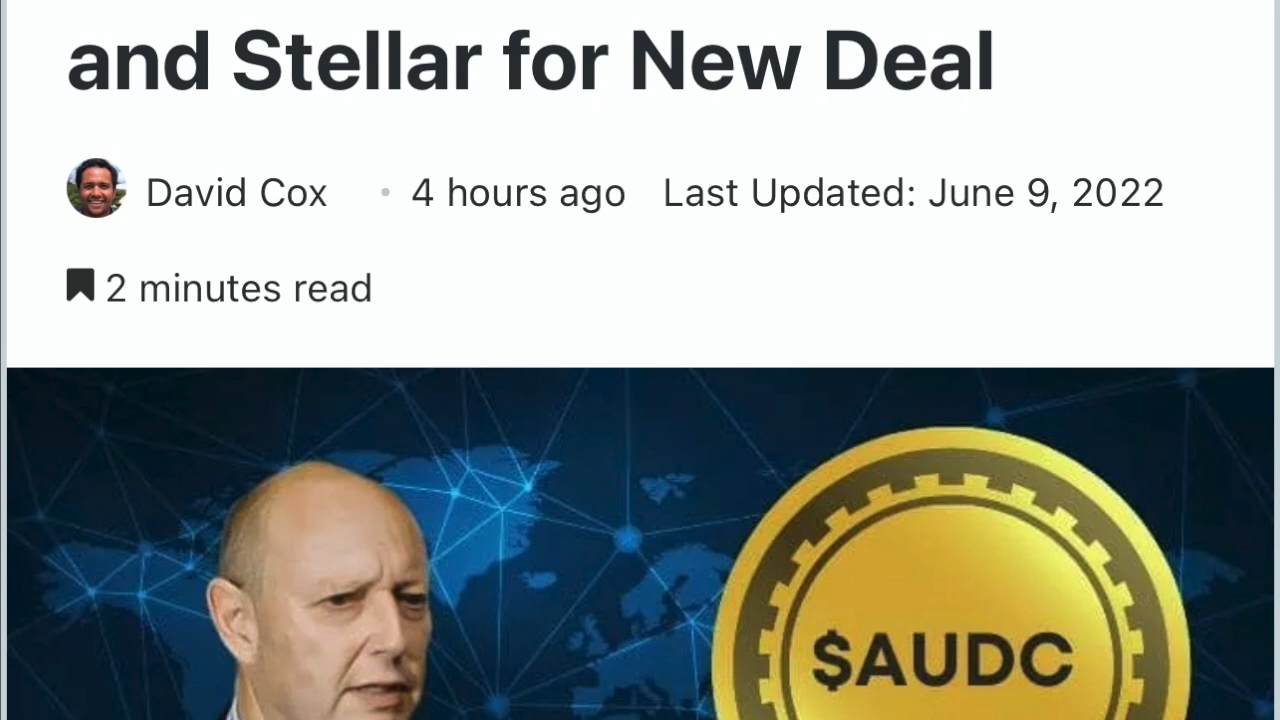 and Stellar for New Deal
David Cox • 4 hours ago Last Updated: June 9, 2022
2 minutes read
$AUDC